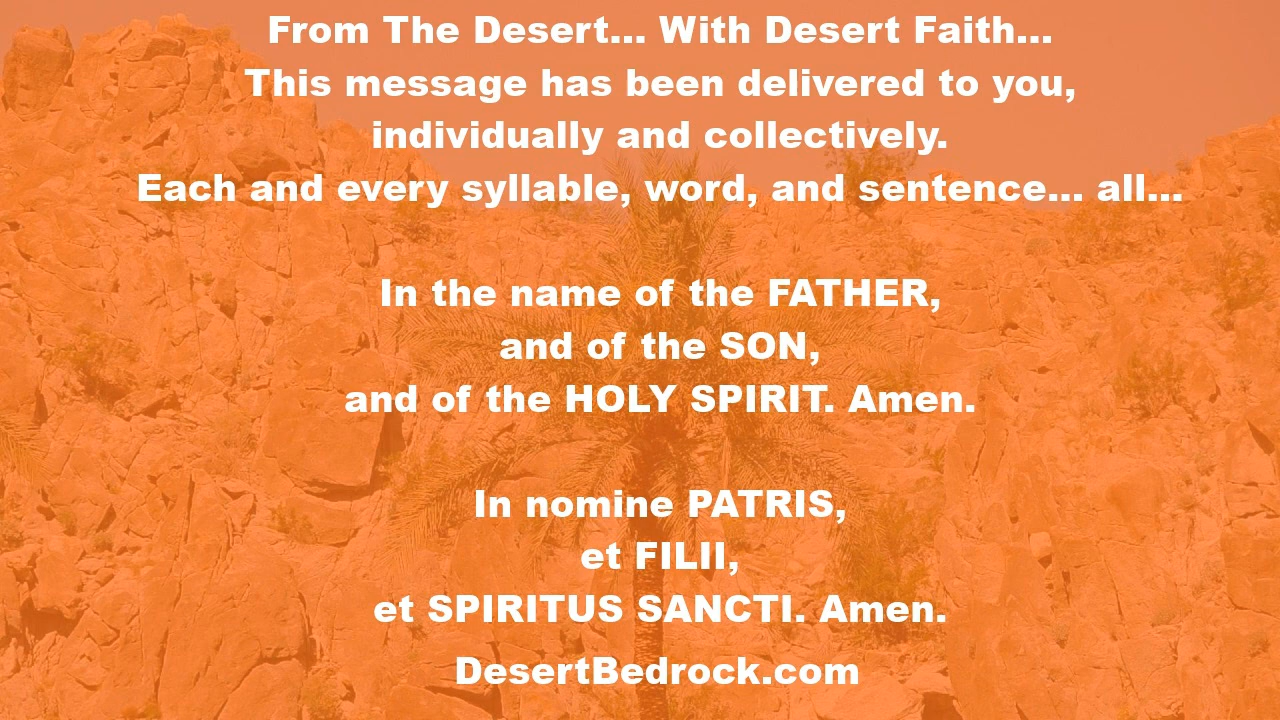 From The Desert... With Desert Faith...
This message has been delivered to you,
individually and collectively.
Each and every syllable, word, and sentence... all...
In the name of the FATHER,
and of the SON,
and of the HOLY SPIRIT. Amen.
In nomine PATRIS,
et FILII,
et SPIRITUS SANCTI. Amen.
DesertBedrock.com